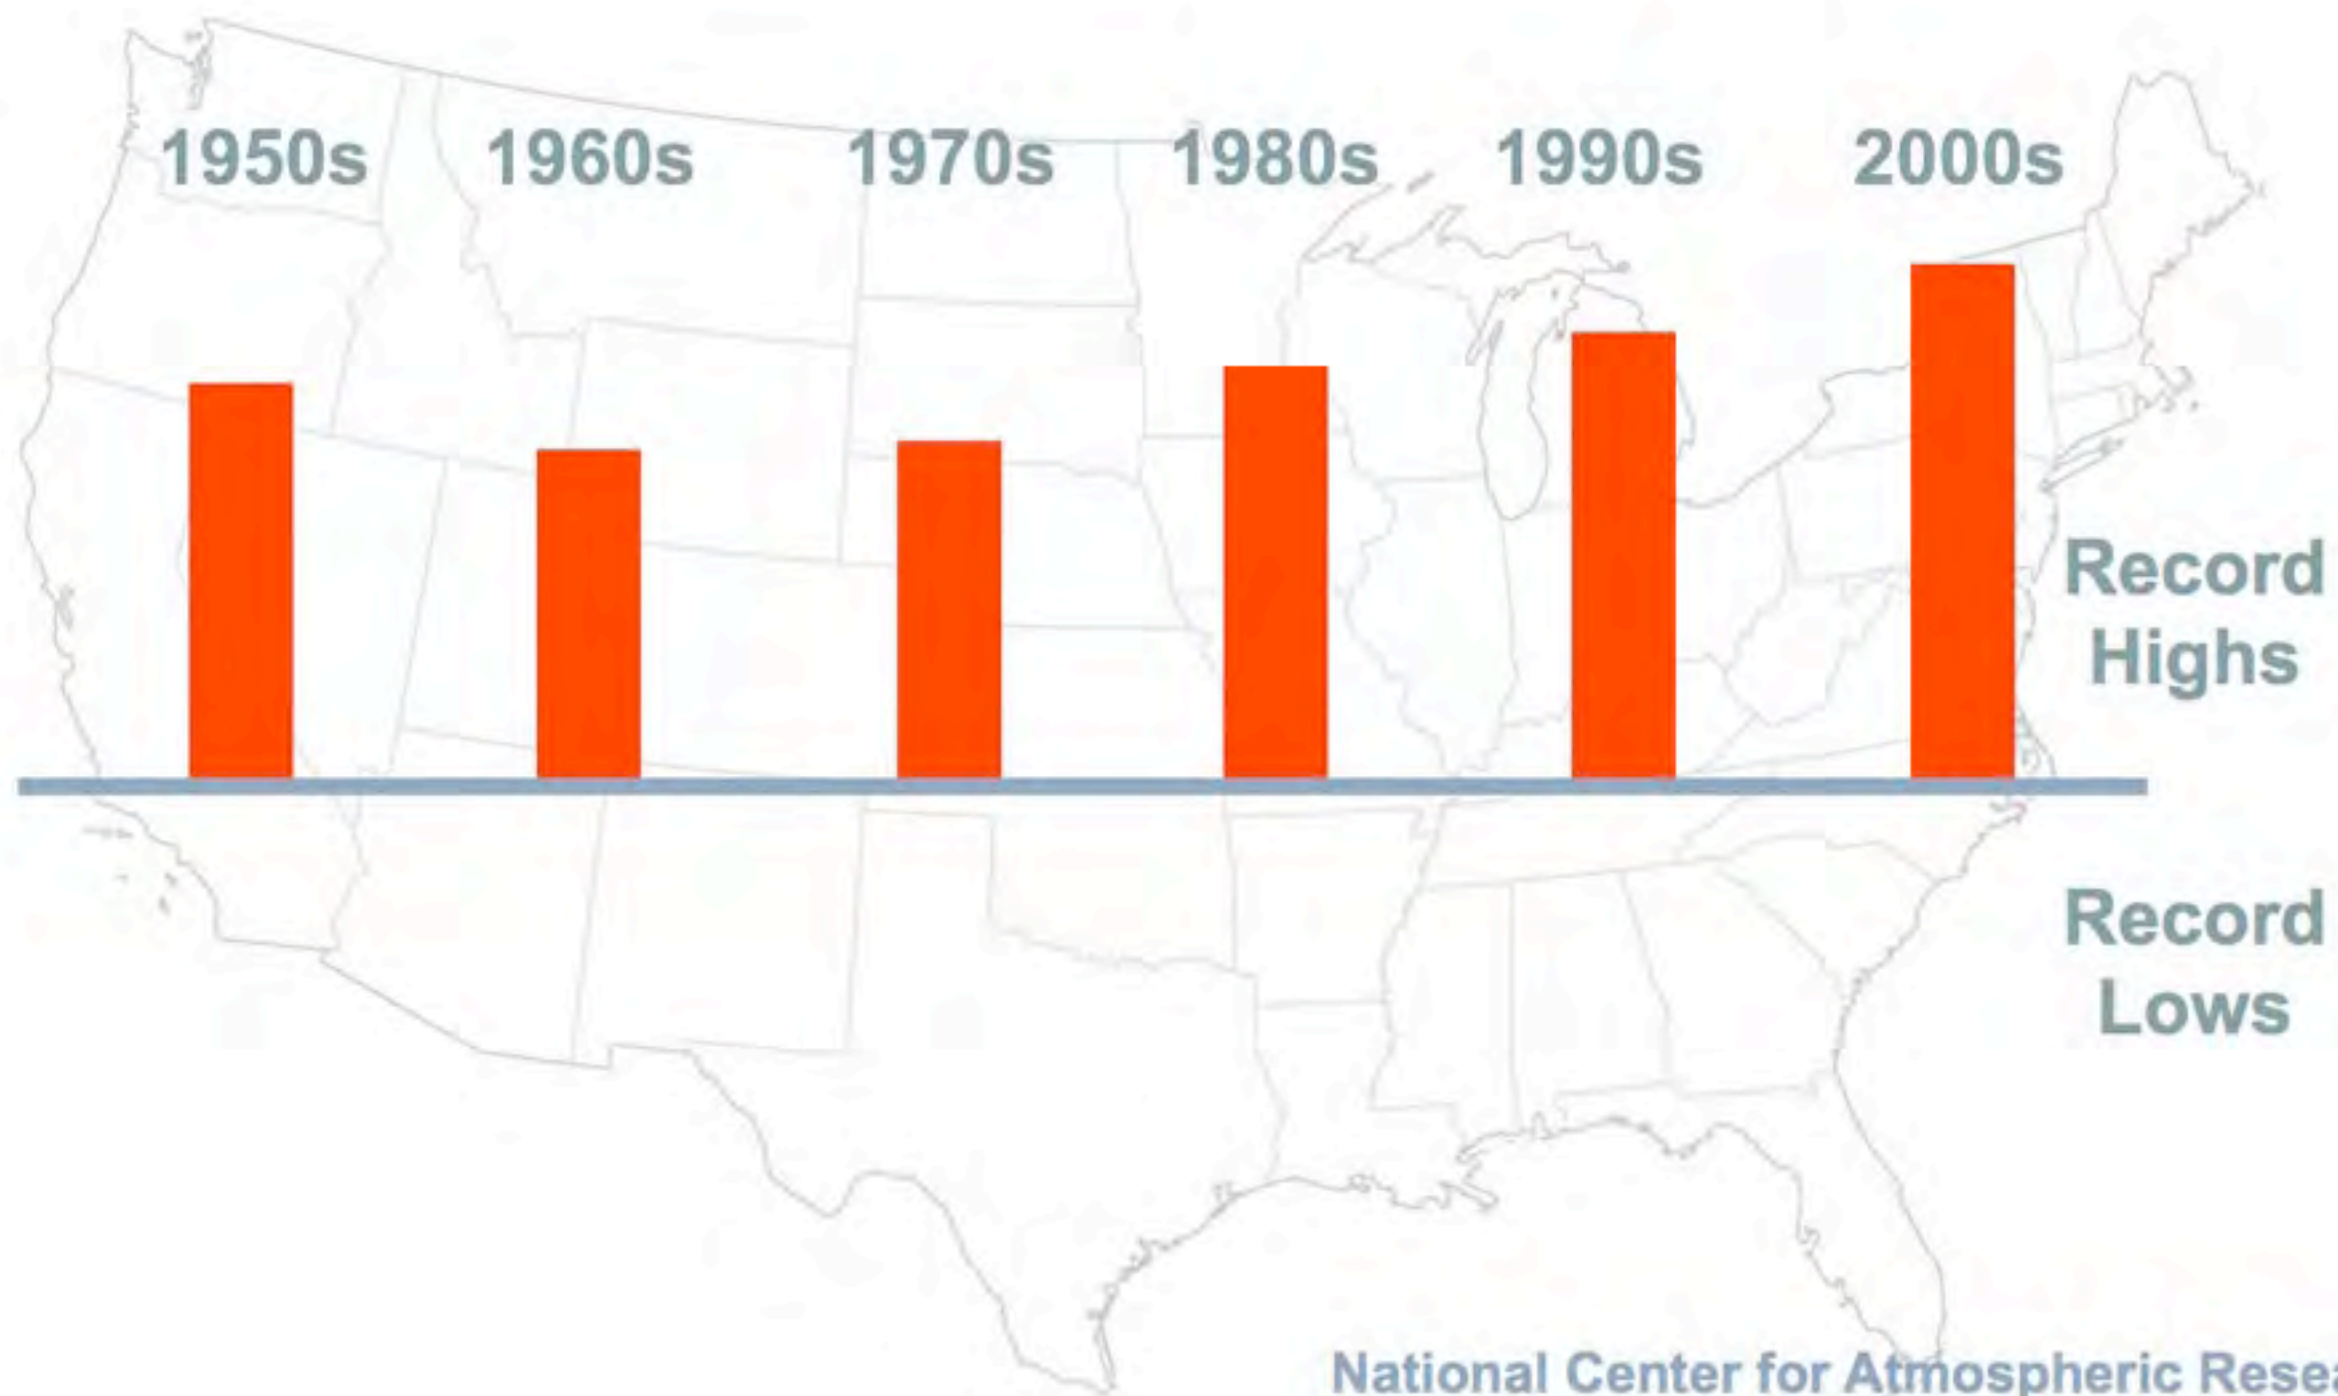 1950s 1960s 1970s 1980s 1990s 2000s
Record
Highs
Record
Lows
National Center for Atmospheric